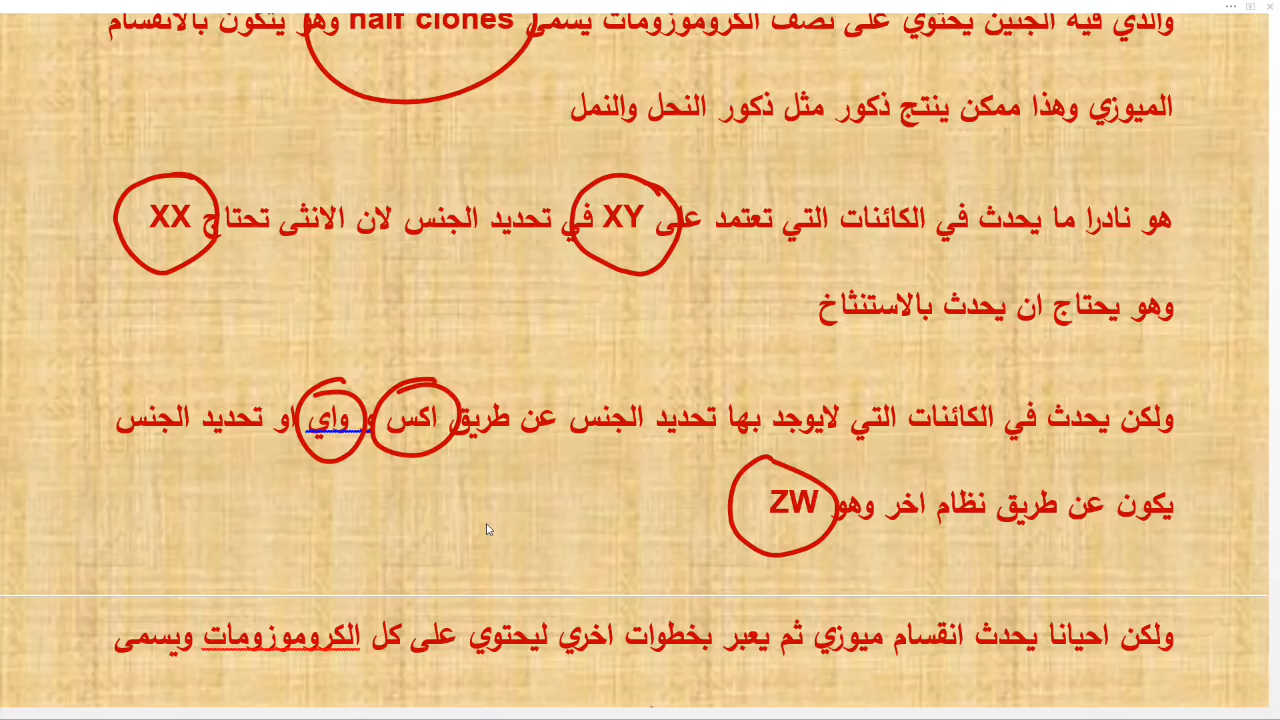 والذي فيه الجنين يحتوي على نصف الكروموزومات يسمى half clones وهو يتكون بالانقسام
الميوزي وهذا ممكن ينتج ذكور مثل ذكور النحل والنمل
هو نادرا ما يحدث في الكائنات التي تعتمد على XY في تحديد الجنس لان الانثى تحتاج XX
وهو يحتاج ان يحدث بالاستنثاخ
ولكن يحدث في الكائنات التي لايوجد بها تحديد الجنس عن طريق اكس و واي او تحديد الجنس
يكون عن طريق نظام اخر وهو ZW
ولكن احيانا يحدث انقسام ميوزي ثم يعبر بخطوات اخري ليحتوي على كل الكروموزومات ويسمى